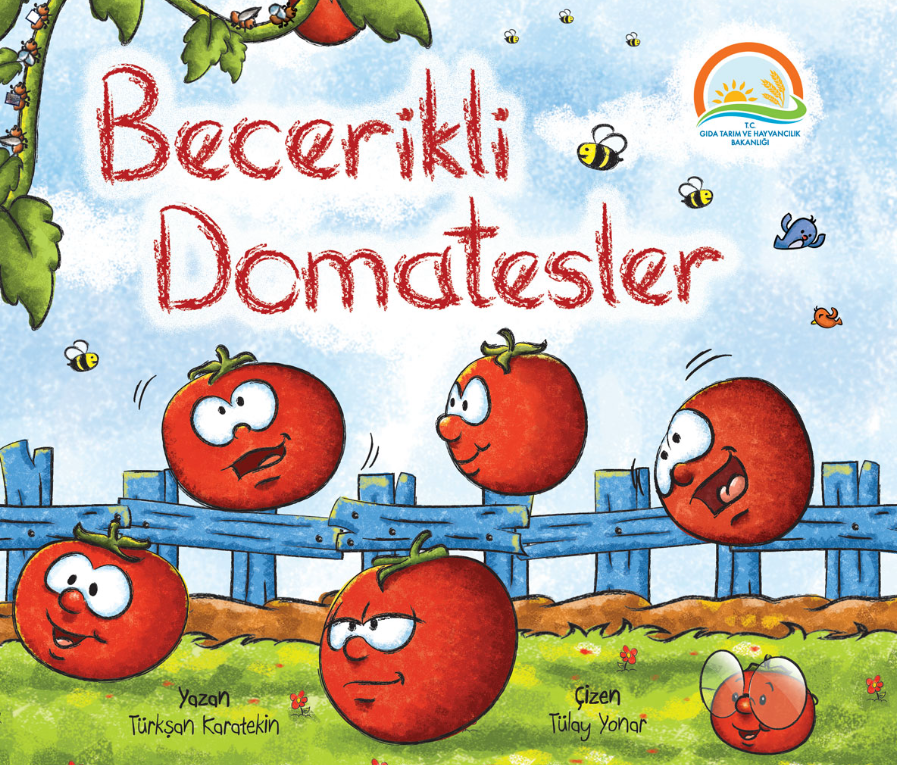 Becerikli
Domatesler
T.C.
GIDA TARIM VE HAYVANCILIK
BAKANLIĞI
Yazan
Türkşan Karatekin
Çizen
Tülay Yonar